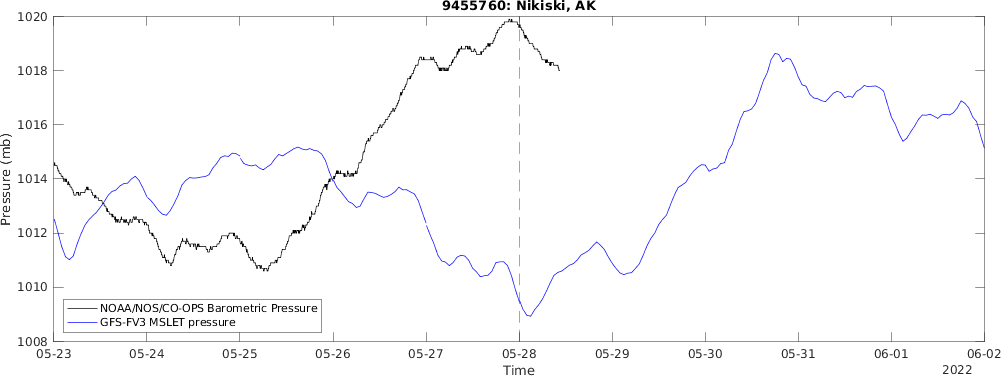 9455760: Nikiski, AK
Pressure (mb)
1020
1018
1016
1014
1012
1010
1008
NOAA/NOS/CO-OPS Barometric Pressure
GFS-FV3 MSLET pressure
05-23 05-24 05-25 05-26 05-27 05-28 05-29 05-30 05-31 06-01 06-02
Time
2022